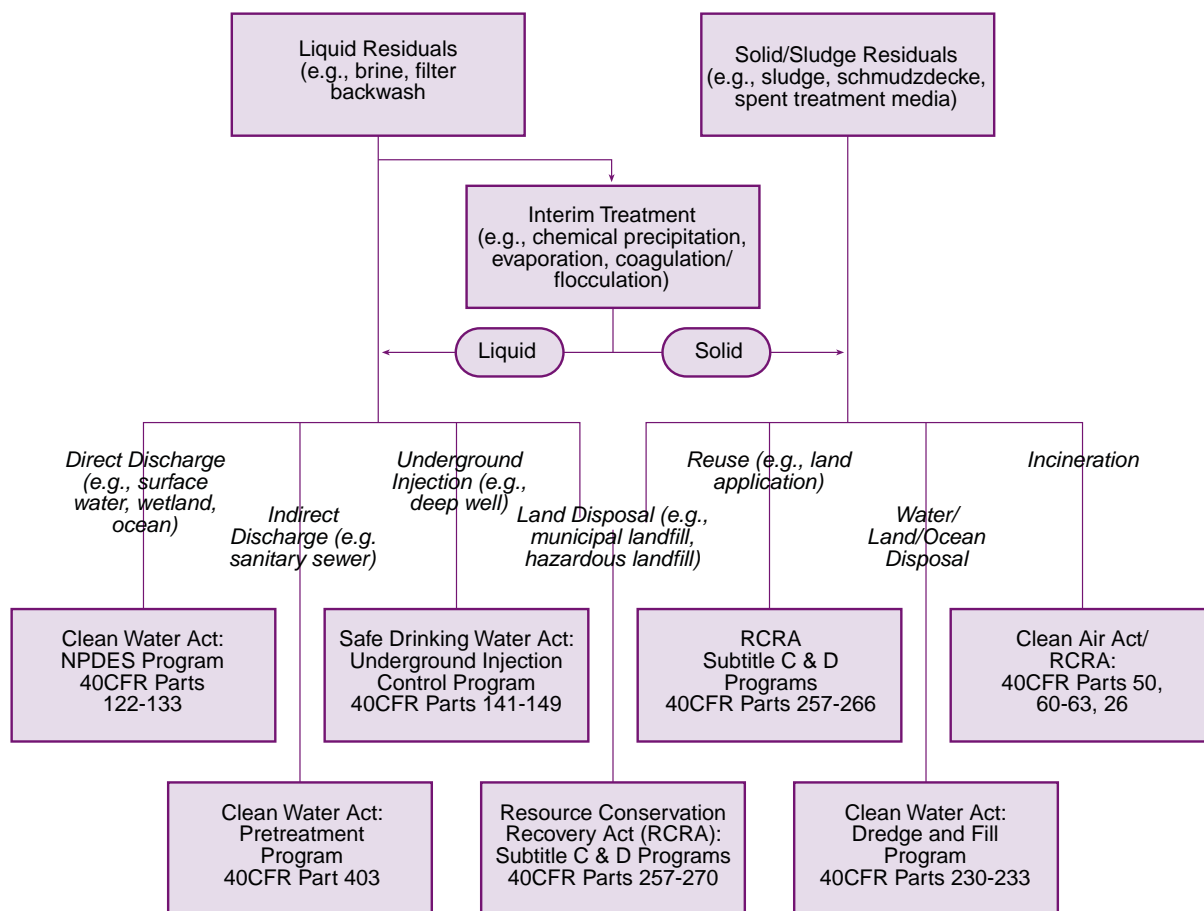 Liquid Residuals
(e.g., brine, filter
backwash
Solid/Sludge Residuals
(e.g., sludge, schmudzdecke,
spent treatment media)
Interim Treatment
(e.g., chemical precipitation,
evaporation, coagulation/
flocculation)
Liquid
Solid
Direct Discharge
(e.g., surface
water, wetland,
ocean)
Indirect
Discharge (e.g.
sanitary sewer)
Underground
Injection (e.g.,
deep well)
Land Disposal (e.g.,
municipal landfill,
hazardous landfill)
Reuse (e.g., land
application)
Water/
Land/Ocean
Disposal
Incineration
Clean Water Act:
NPDES Program
40CFR Parts
122-133
Safe Drinking Water Act:
Underground Injection
Control Program
40CFR Parts 141-149
RCRA
Subtitle C & D
Programs
40CFR Parts 257-266
Clean Air Act/
RCRA:
40CFR Parts 50,
60-63, 26
Clean Water Act:
Pretreatment
Program
40CFR Part 403
Resource Conservation
Recovery Act (RCRA):
Subtitle C & D Programs
40CFR Parts 257-270
Clean Water Act:
Dredge and Fill
Program
40CFR Parts 230-233